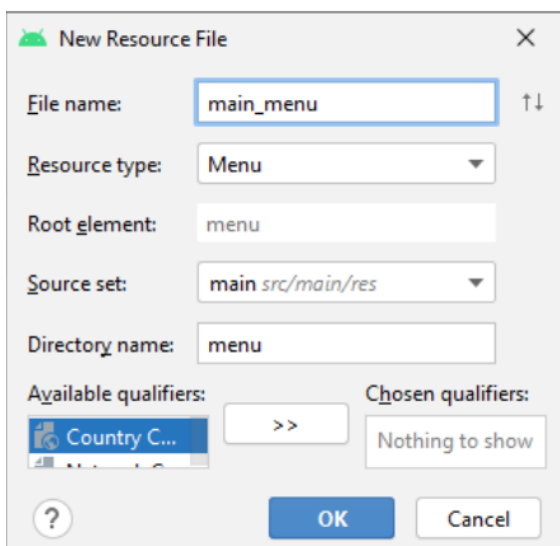 New Resource File
File name: main_menu
Resource type: Menu
Root element: menu
Source set: main src/main/res
Directory name: menu
Available qualifiers: Chosen qualifiers:
Country C... >> Nothing to show
? OK Cancel